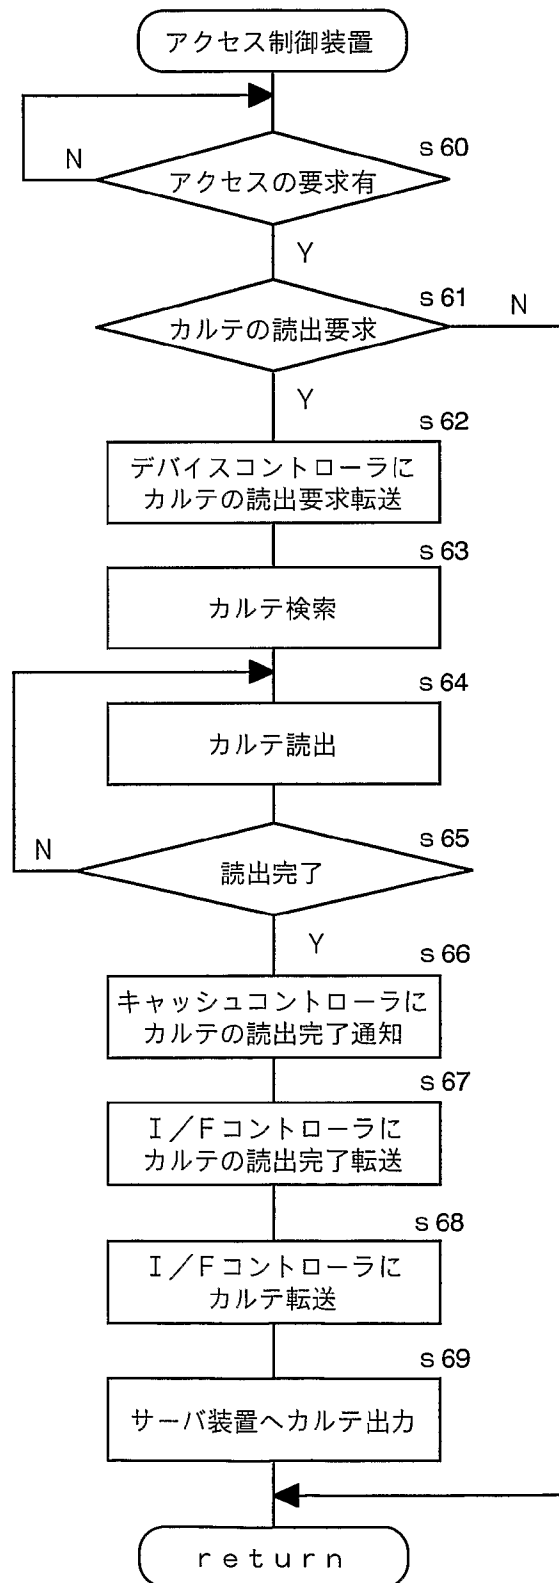 アクセス制御装置
s60
N
アクセスの要求有
Y
s61
N
カルテの読出要求
Y
s62
デバイスコントローラに
カルテの読出要求転送
s63
カルテ検索
s64
カルテ読出
s65
N
読出完了
Y
s66
キャッシュコントローラに
カルテの読出完了通知
s67
I／Fコントローラに
カルテの読出完了転送
s68
I／Fコントローラに
カルテ転送
s69
サーバ装置へカルテ出力
return